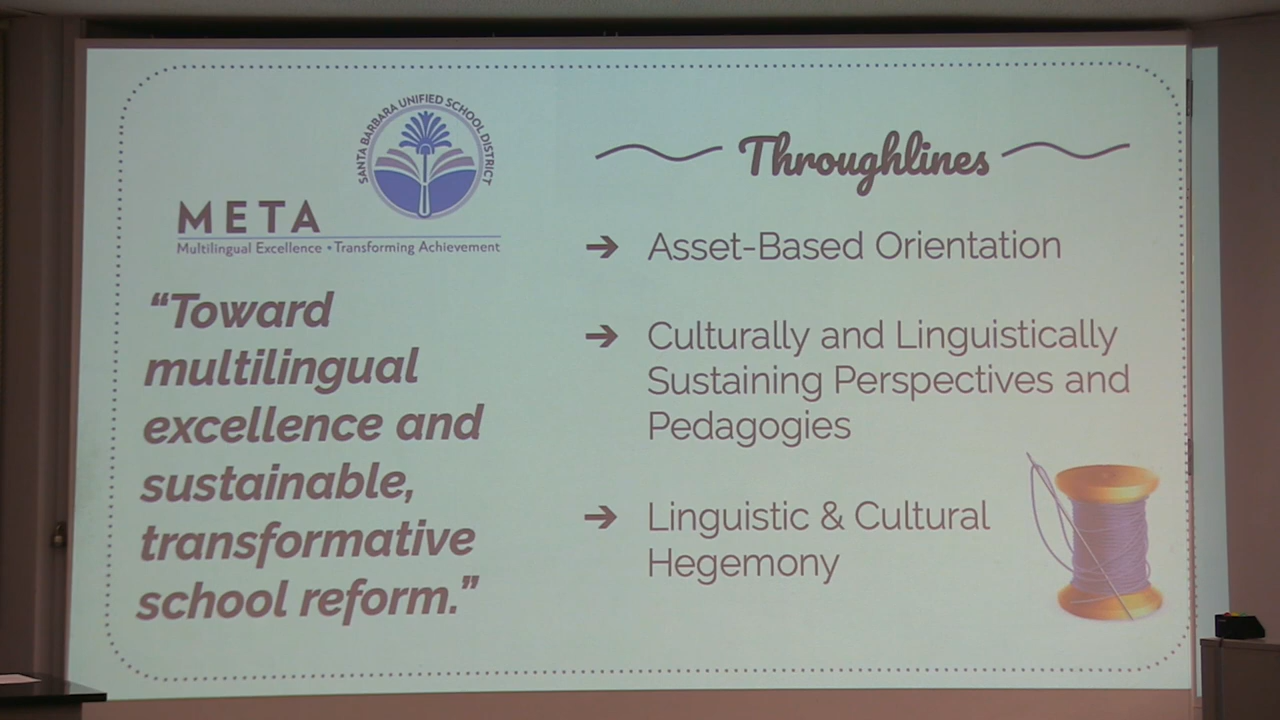 SANTA BARBARA UNIFIED SCHOOL DISTRICT
META
Multilingual Excellence • Transforming Achievement
“Toward
multilingual
excellence and
sustainable,
transformative
school reform.”
Throughlines
➔ Asset-Based Orientation
➔ Culturally and Linguistically
Sustaining Perspectives and
Pedagogies
➔ Linguistic & Cultural
Hegemony